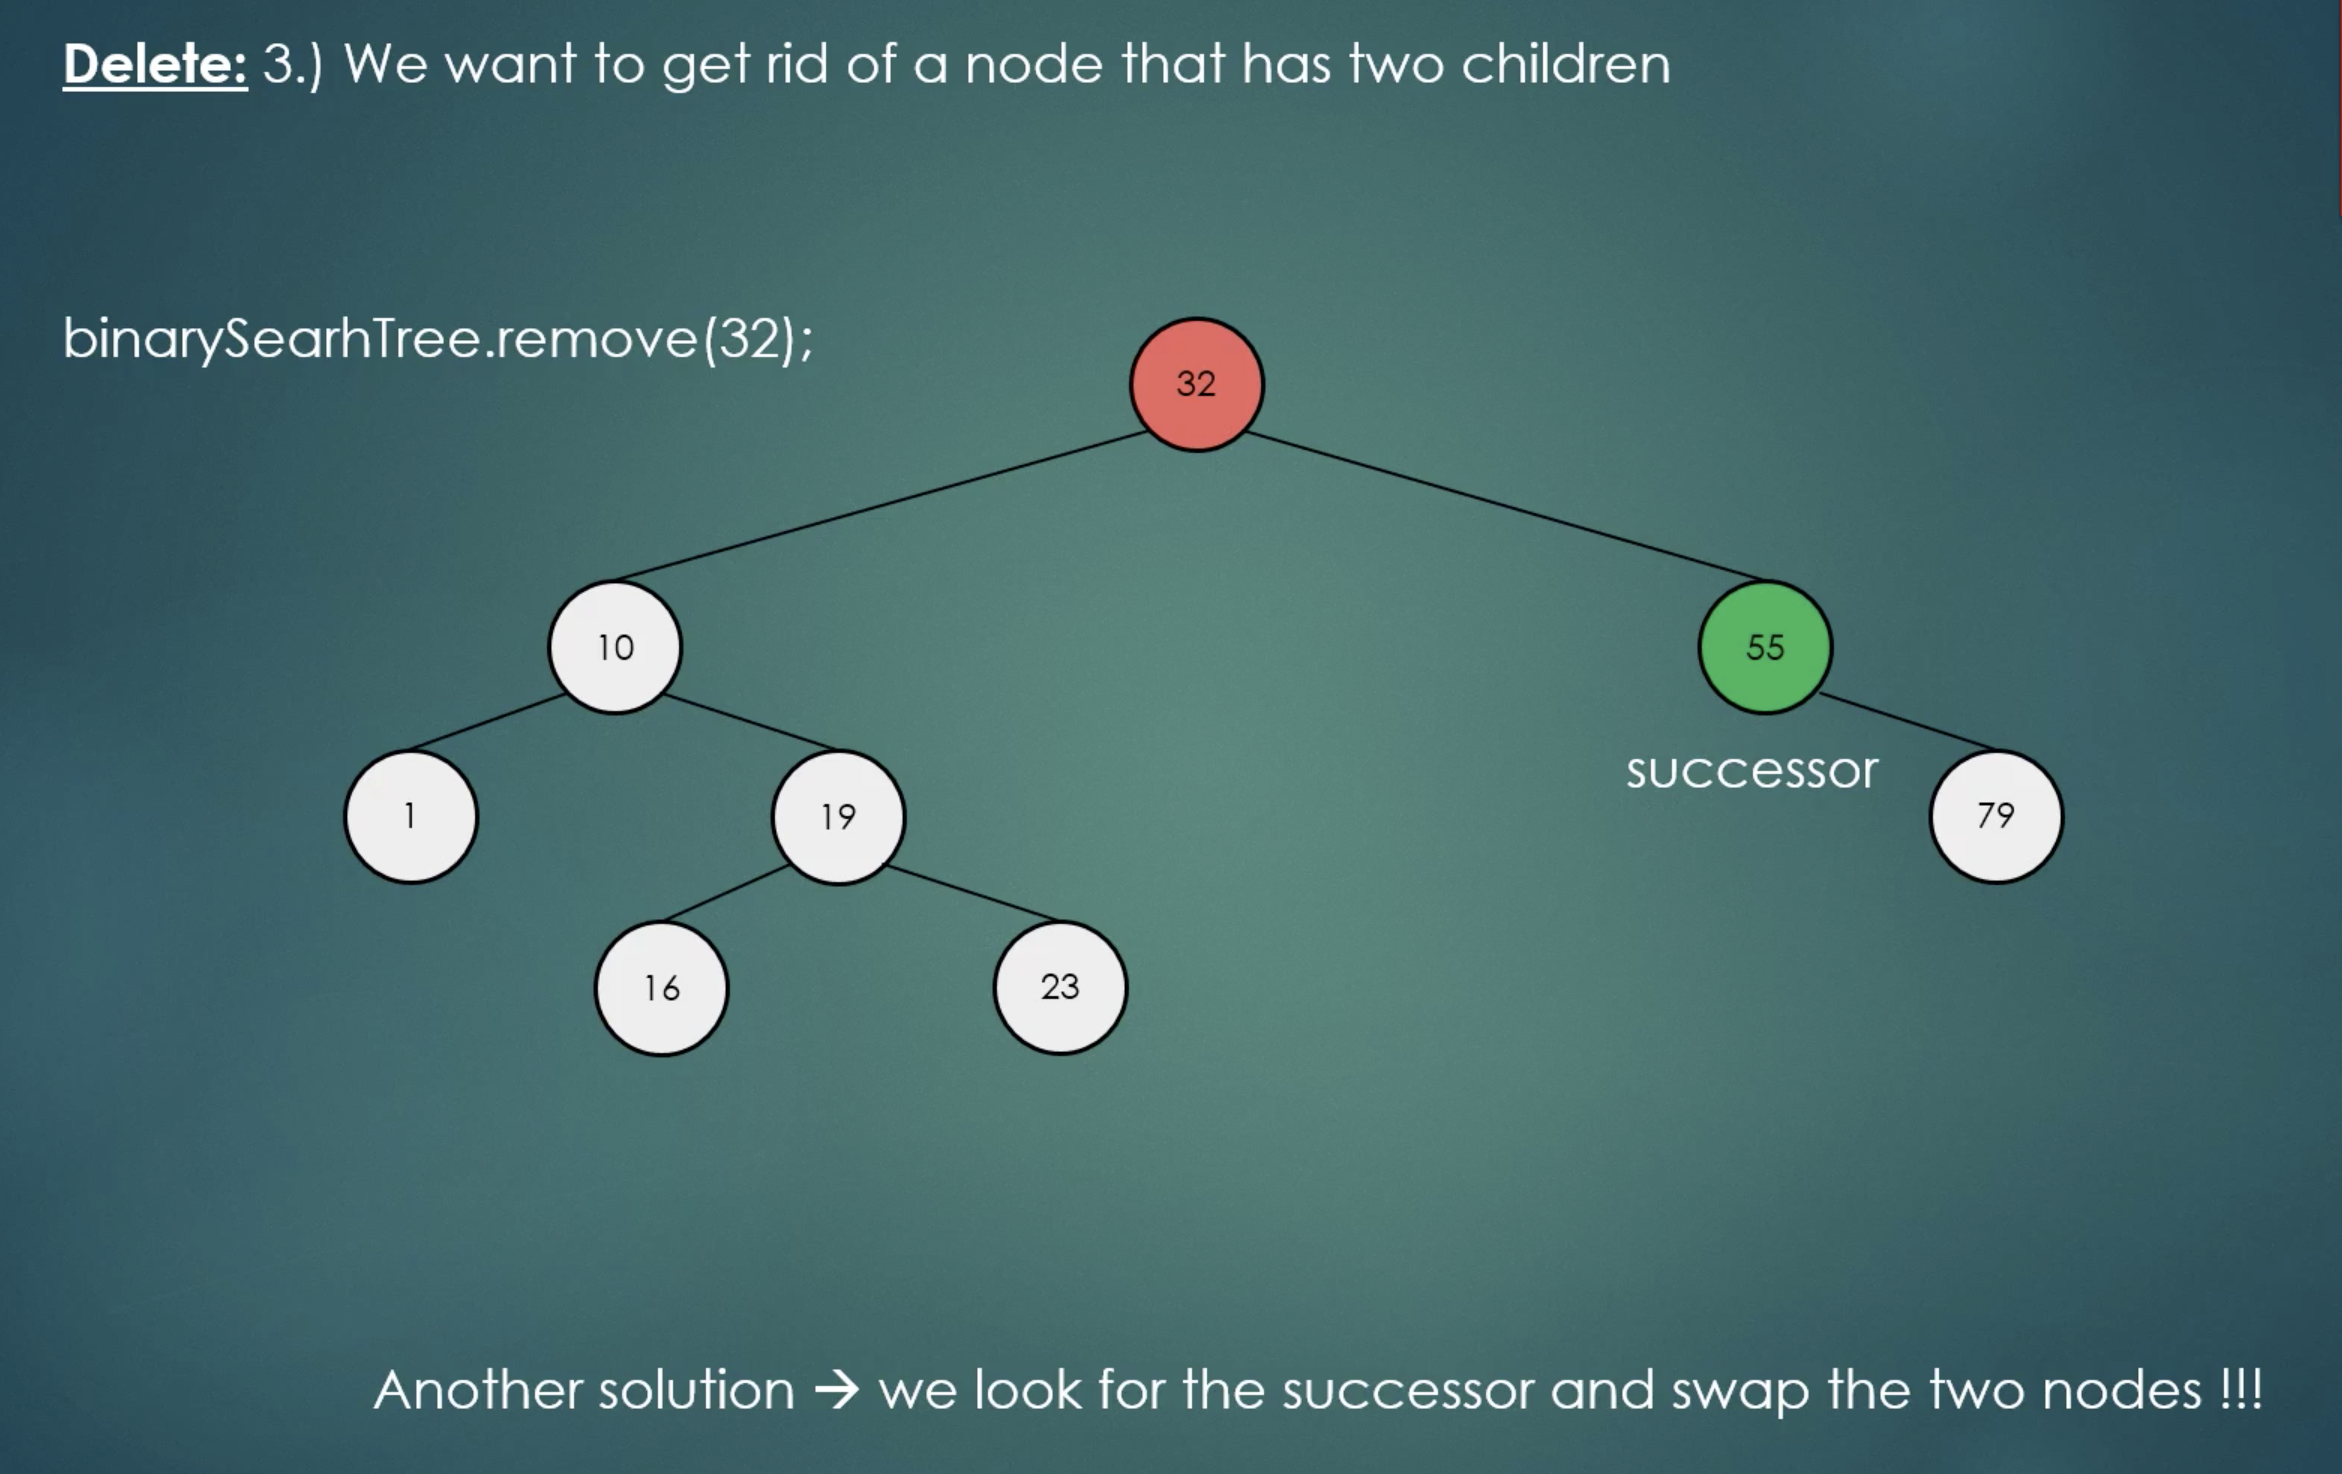 Delete: 3.) We want to get rid of a node that has two children
binarySearhTree.remove(32);
32
10
55
successor
1
19
79
16
23
Another solution → we look for the successor and swap the two nodes !!!